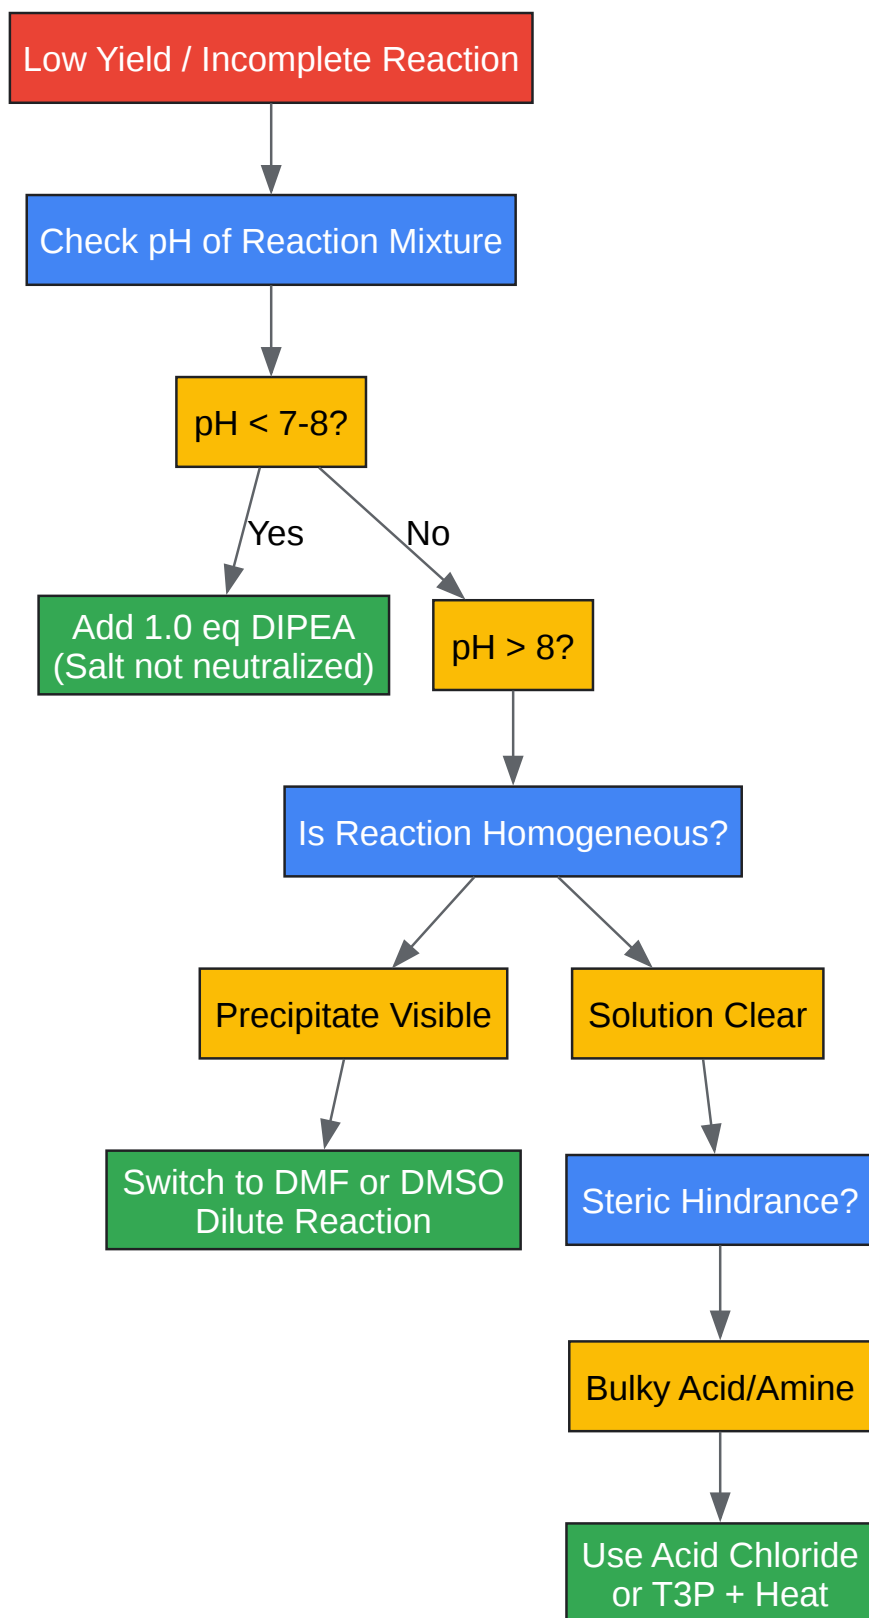 Low Yield / Incomplete Reaction
Check pH of Reaction Mixture
pH < 7-8?
Yes
No
Add 1.0 eq DIPEA
(Salt not neutralized)
pH > 8?
Is Reaction Homogeneous?
Precipitate Visible
Solution Clear
Switch to DMF or DMSO
Dilute Reaction
Steric Hindrance?
Bulky Acid/Amine
Use Acid Chloride
or T3P + Heat